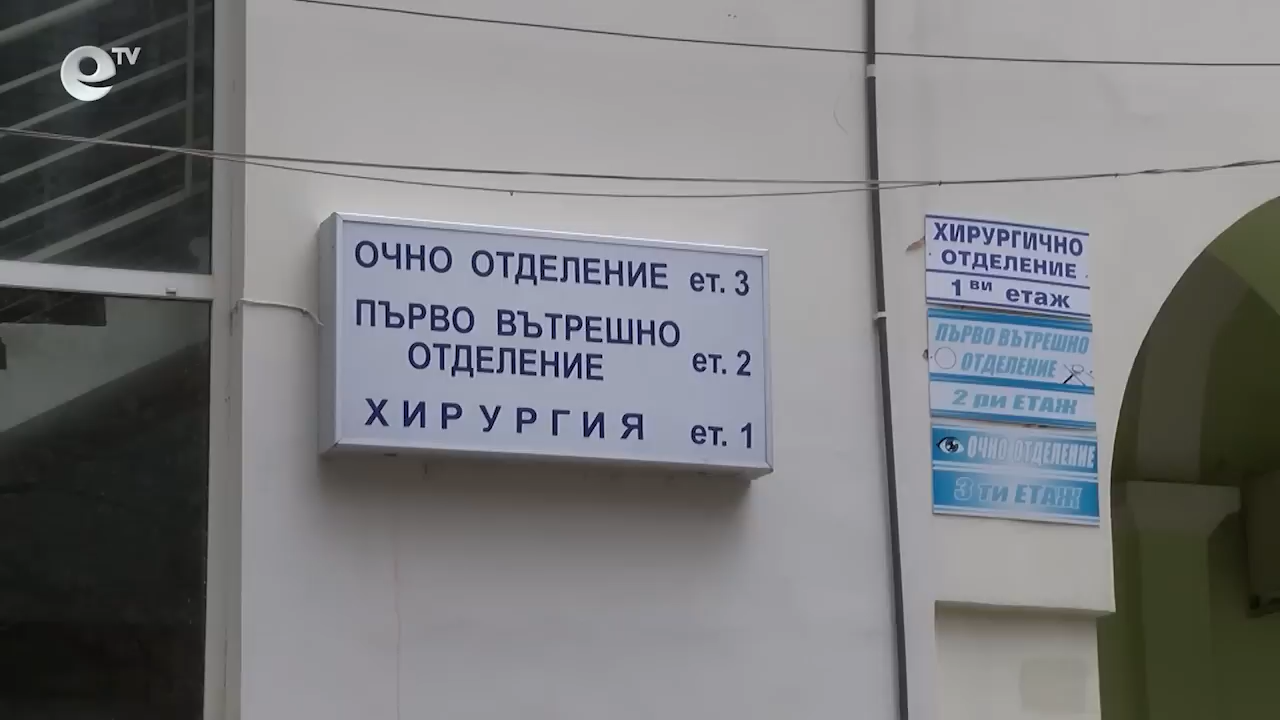 e TV
ОЧНО ОТДЕЛЕНИЕ ет. 3
ПЪРВО ВЪТРЕШНО
ОТДЕЛЕНИЕ ет. 2
ХИРУРГИЯ ет. 1
ХИРУРГИЧНО
ОТДЕЛЕНИЕ
1 ви етаж
ПЪРВО ВЪТРЕШНО
ОТДЕЛЕНИЕ
2 ри ЕТАЖ
ОЧНО ОТДЕЛЕНИЕ
3 ти ЕТАЖ